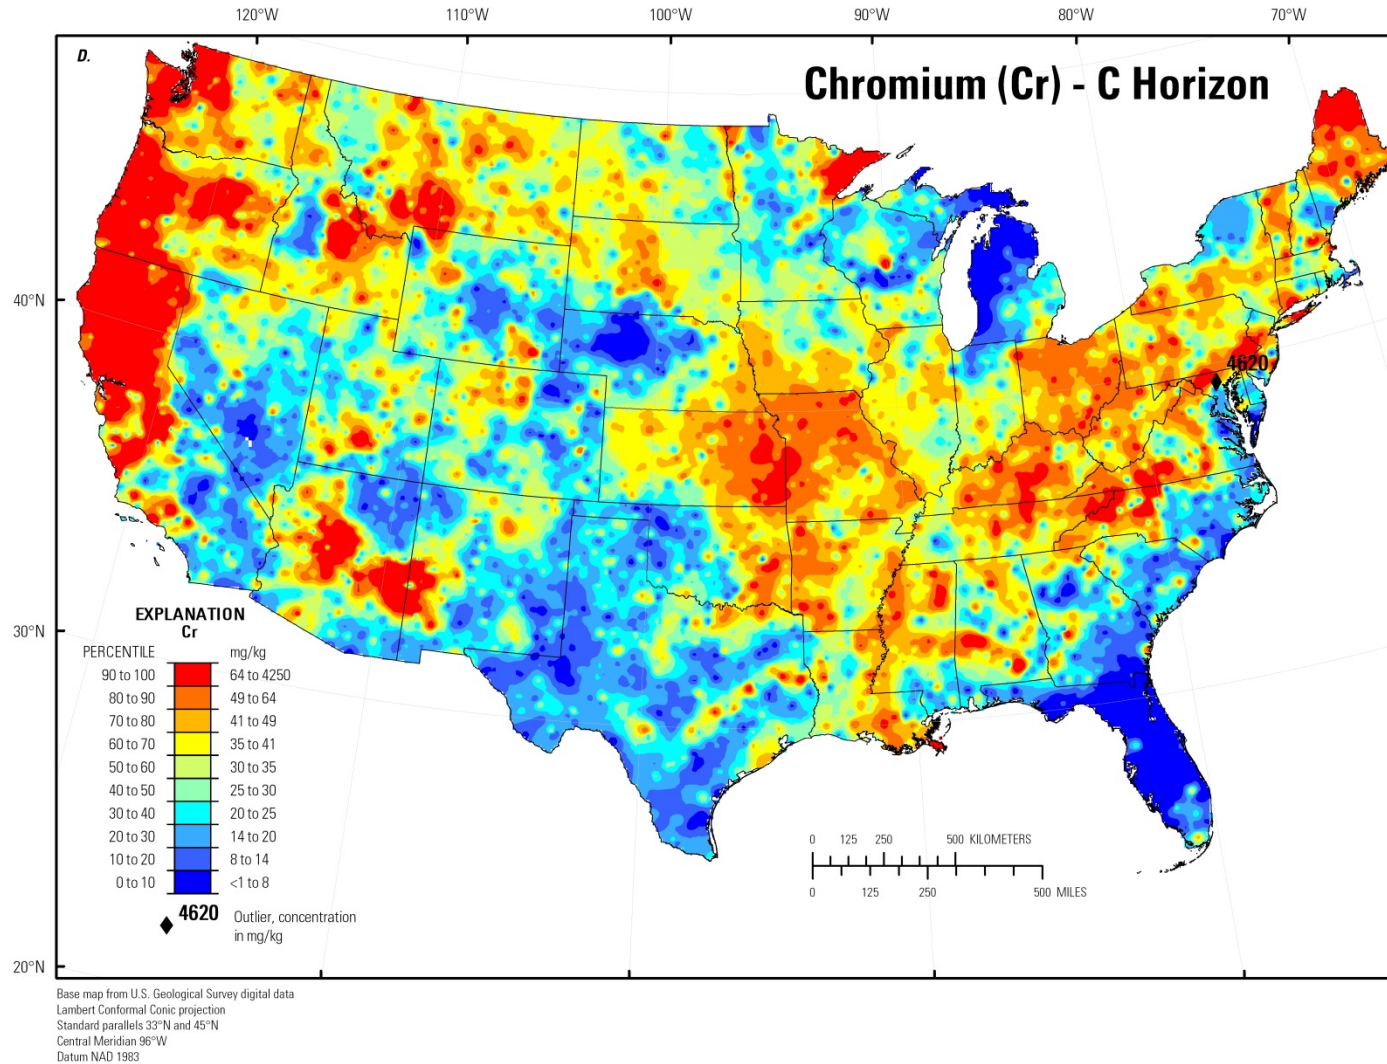 120°W 110°W 100°W 90°W 80°W 70°W
D.
Chromium (Cr) - C Horizon
40°N
4620
30°N
EXPLANATION
Cr
PERCENTILE mg/kg
90 to 100 64 to 4250
80 to 90 49 to 64
70 to 80 41 to 49
60 to 70 35 to 41
50 to 60 30 to 35
40 to 50 25 to 30
30 to 40 20 to 25
20 to 30 14 to 20
10 to 20 8 to 14
0 to 10 <1 to 8
4620 Outlier, concentration
in mg/kg
0 125 250 500 KILOMETERS
0 125 250 500 MILES
20°N
Base map from U.S. Geological Survey digital data
Lambert Conformal Conic projection
Standard parallels 33°N and 45°N
Central Meridian 96°W
Datum NAD 1983